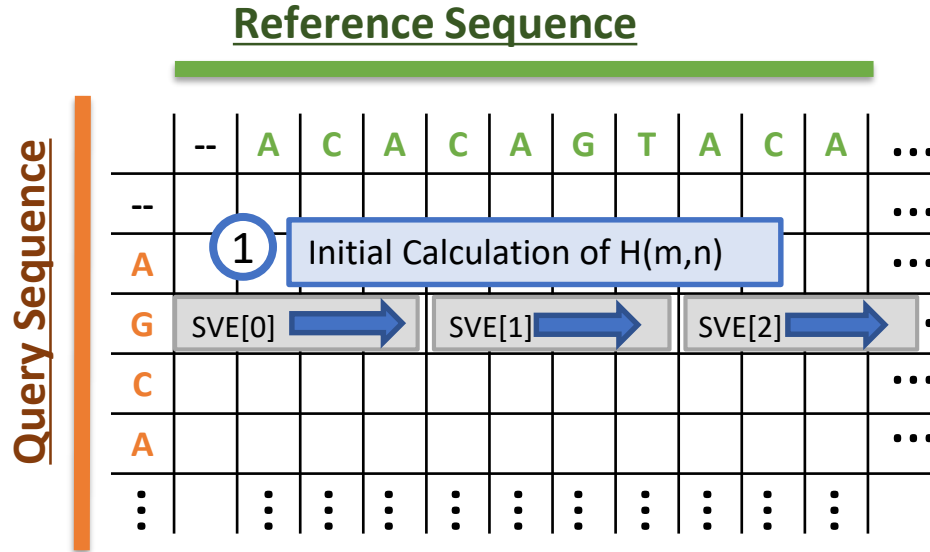 Reference Sequence
Query Sequence
-- A C A C A G T A C A ...
-- ...
A ...
1 Initial Calculation of H(m,n)
G SVE[0] SVE[1] SVE[2] .
C ...
A ...
⋮ ⋮ ⋮ ⋮ ⋮ ⋮ ⋮ ⋮ ⋮ ⋮ ⋮